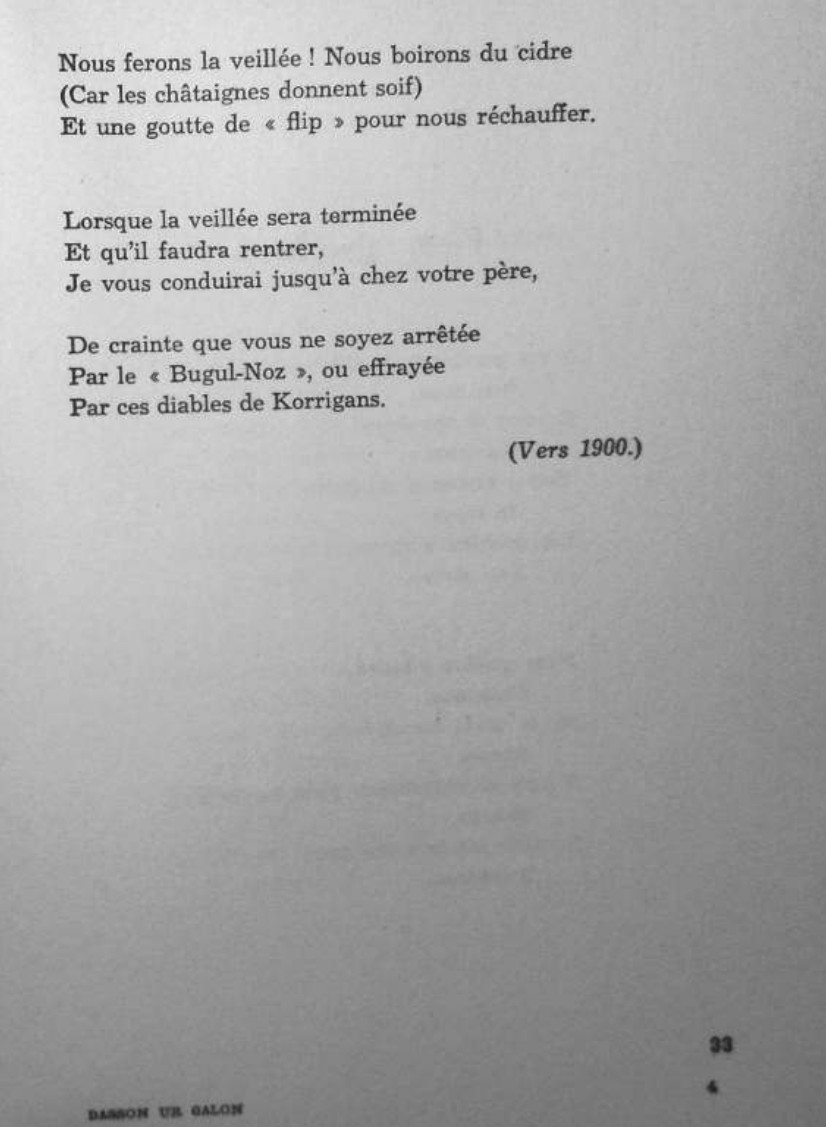 Nous ferons la veillée ! Nous boirons du cidre
(Car les châtaignes donnent soif)
Et une goutte de « flip » pour nous réchauffer.
Lorsque la veillée sera terminée
Et qu'il faudra rentrer,
Je vous conduirai jusqu'à chez votre père,
De crainte que vous ne soyez arrêtée
Par le « Bugul-Noz », ou effrayée
Par ces diables de Korrigans.
(Vers 1900.)
33
4
DASSON UR GALON